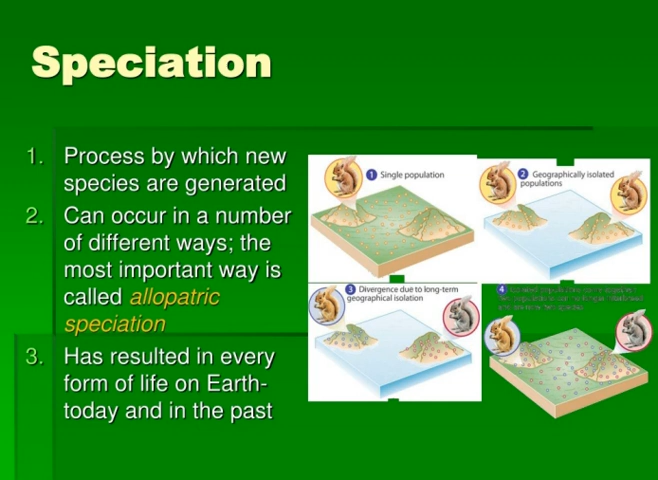 Speciation
1. Process by which new
species are generated
2. Can occur in a number
of different ways; the
most important way is
called allopatric
speciation
3. Has resulted in every
form of life on Earth-
today and in the past
1 Single population
2 Geographically isolated
populations
3 Divergence due to long-term
geographical isolation
4